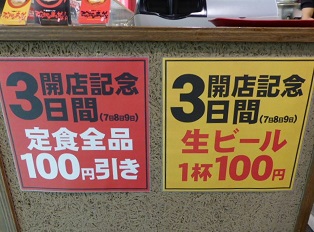 開店記念
3日間(7日8日9日)
定食全品
100円引き
開店記念
3日間(7日8日9日)
生ビール
1杯100円